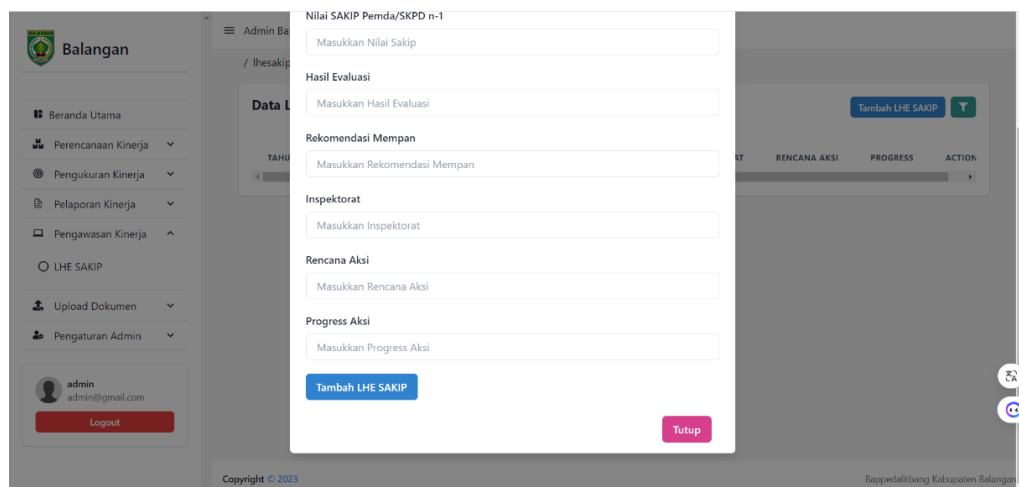 Balangan
Beranda Utama
Perencanaan Kinerja
Pengukuran Kinerja
Pelaporan Kinerja
Pengawasan Kinerja
LHE SAKIP
Upload Dokumen
Pengaturan Admin
admin
admin@gmail.com
Logout
Admin Ba
/ lhesakip
Data L
Tambah LHE SAKIP
TAHU
AT RENCANA AKSI PROGRESS ACTION
Nilai SAKIP Pemda/SKPD n-1
Masukkan Nilai Sakip
Hasil Evaluasi
Masukkan Hasil Evaluasi
Rekomendasi Mempan
Masukkan Rekomendasi Mempan
Inspektorat
Masukkan Inspektorat
Rencana Aksi
Masukkan Rencana Aksi
Progress Aksi
Masukkan Progress Aksi
Tambah LHE SAKIP
Tutup
Copyright © 2023
Bappedalitbang Kabupaten Balangan